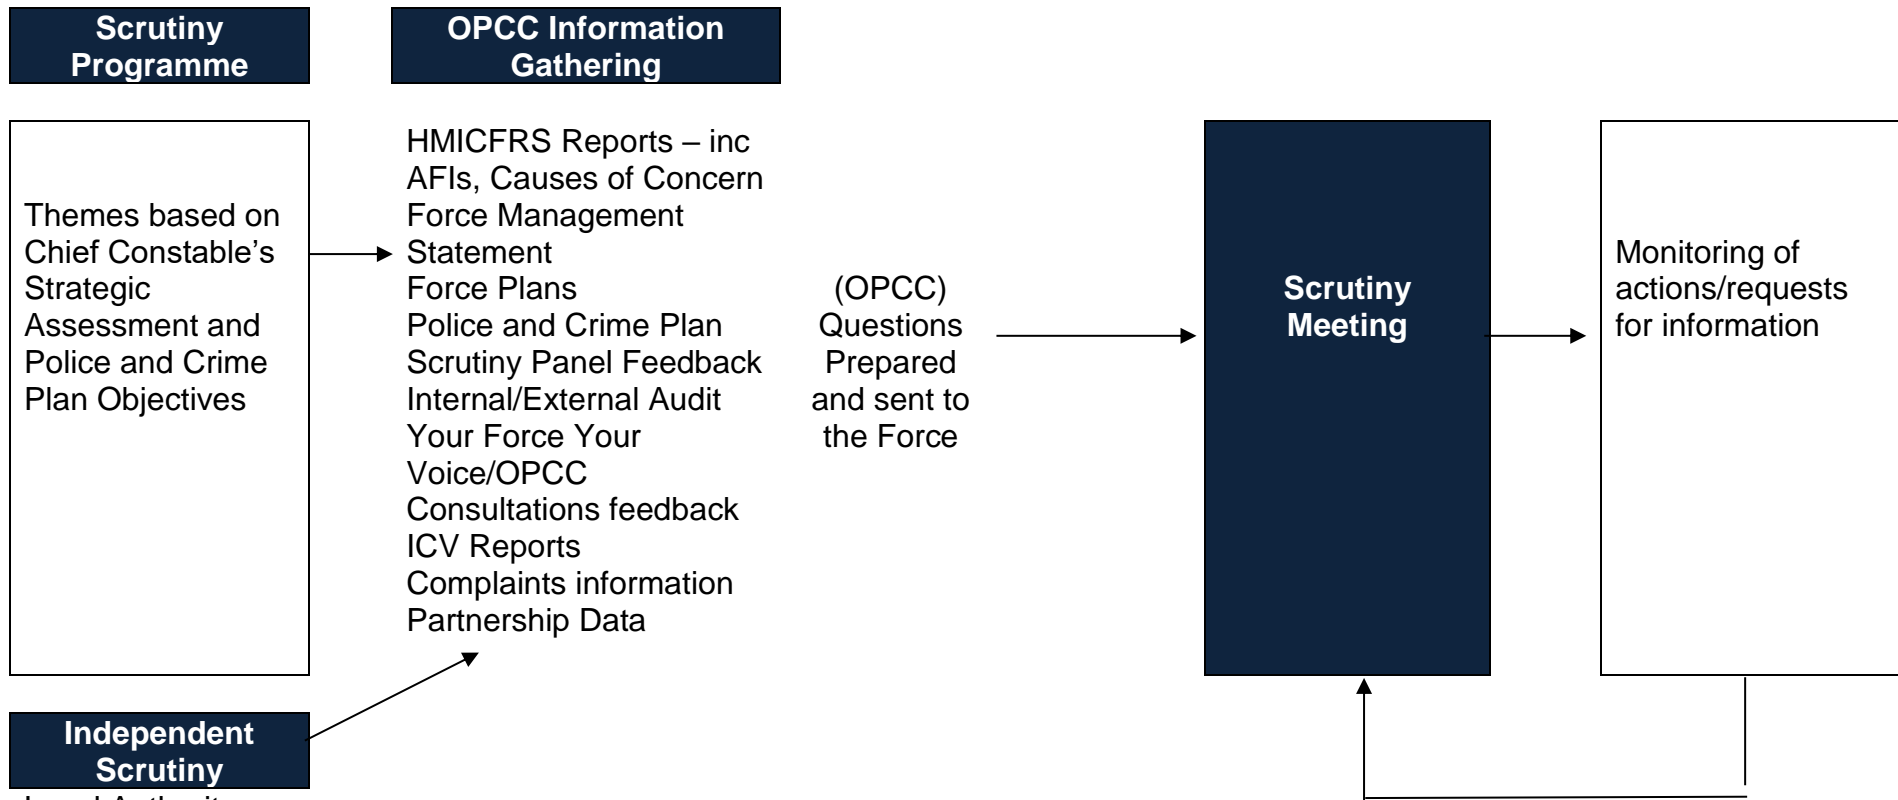 Scrutiny
Programme
OPCC Information
Gathering
Themes based on
Chief Constable's
Strategic
Assessment and
Police and Crime
Plan Objectives
HMICFRS Reports – inc
AFIs, Causes of Concern
Force Management
Statement
Force Plans
Police and Crime Plan
Scrutiny Panel Feedback
Internal/External Audit
Your Force Your
Voice/OPCC
Consultations feedback
ICV Reports
Complaints information
Partnership Data
(OPCC)
Questions
Prepared
and sent to
the Force
Scrutiny
Meeting
Monitoring of
actions/requests
for information
Independent
Scrutiny